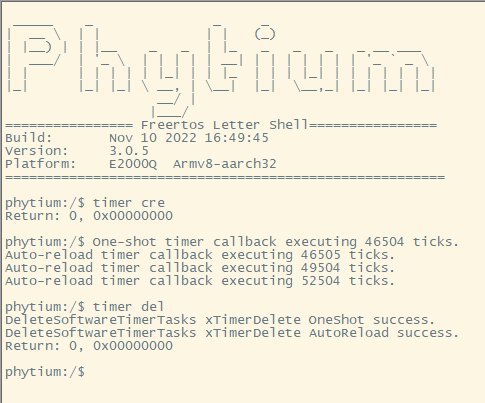 Phytium
================ Freertos Letter Shell================
Build:       Nov 10 2022 16:49:45
Version:     3.0.5
Platform:    E2000Q  Armv8-aarch32
=======================================================
phytium:/$ timer cre
Return: 0, 0x00000000
phytium:/$ One-shot timer callback executing 46504 ticks.
Auto-reload timer callback executing 46505 ticks.
Auto-reload timer callback executing 49504 ticks.
Auto-reload timer callback executing 52504 ticks.
phytium:/$ timer del
DeleteSoftwareTimerTasks xTimerDelete OneShot success.
DeleteSoftwareTimerTasks xTimerDelete AutoReload success.
Return: 0, 0x00000000
phytium:/$